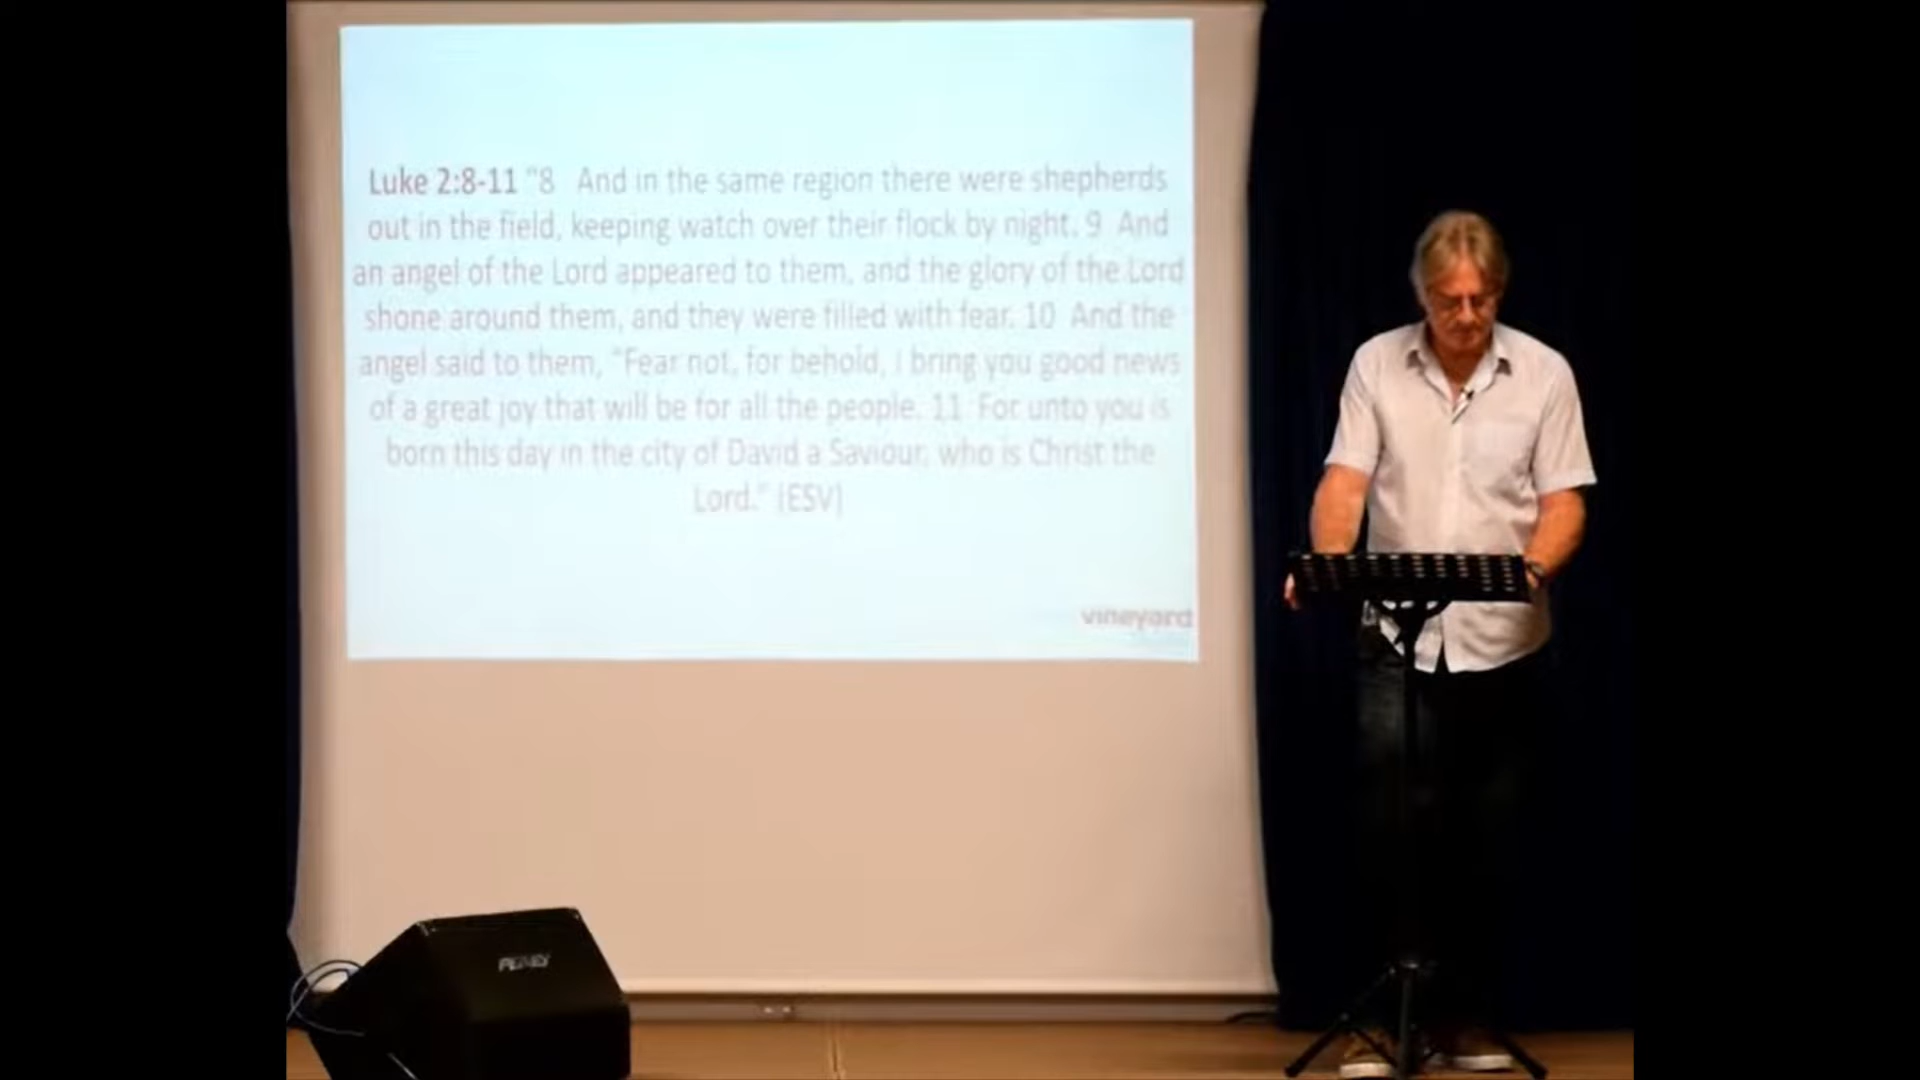 Luke 2:8-11 "8 And in the same region there were shepherds
out in the field, keeping watch over their flock by night. 9 And
an angel of the Lord appeared to them, and the glory of the Lord
shone around them, and they were filled with fear. 10 And the
angel said to them, "Fear not, for behold, I bring you good news
of a great joy that will be for all the people. 11 For unto you is
born this day in the city of David a Saviour, who is Christ the
Lord." (ESV)
vineyard
PEAVEY